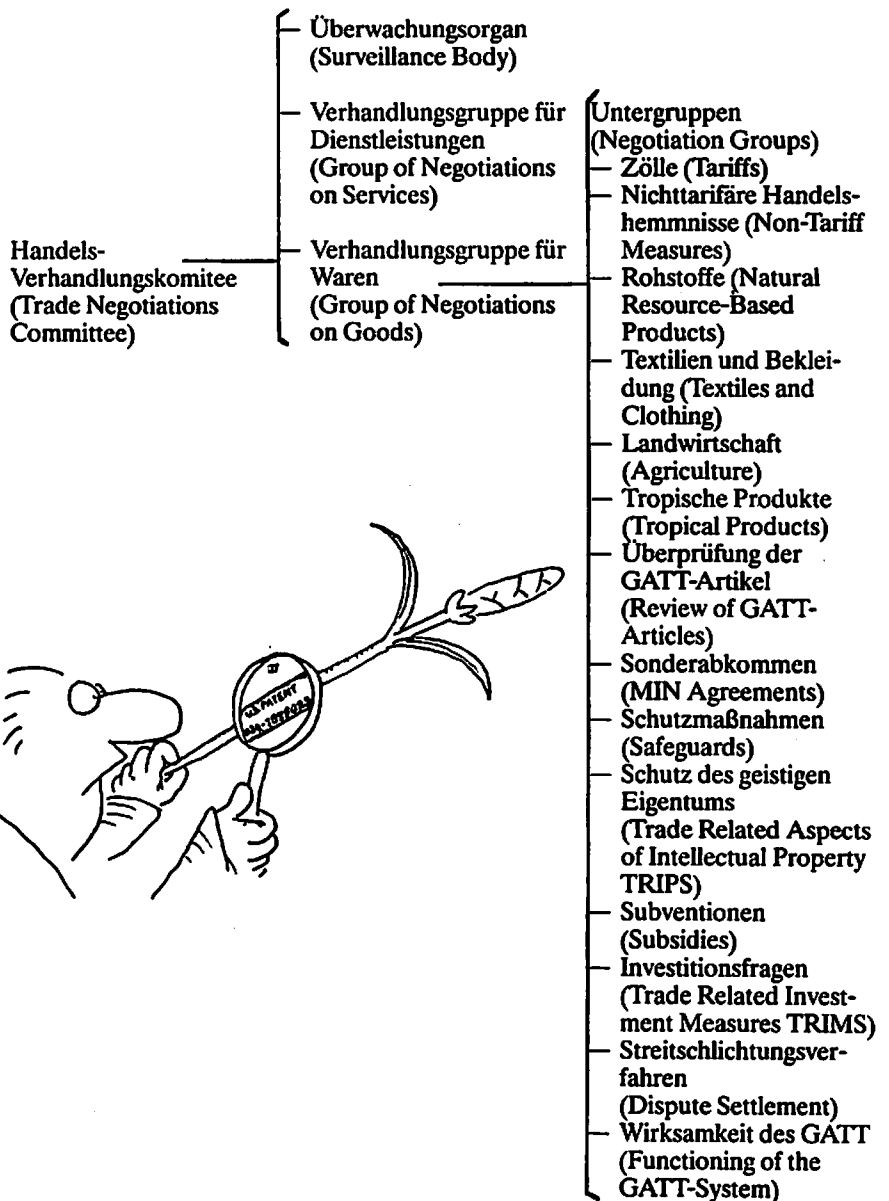 Handels-
Verhandlungskomitee
(Trade Negotiations
Committee)
Überwachungsorgan
(Surveillance Body)
Verhandlungsgruppe für
Dienstleistungen
(Group of Negotiations
on Services)
Verhandlungsgruppe für
Waren
(Group of Negotiations
on Goods)
Untergruppen
(Negotiation Groups)
Zölle (Tariffs)
Nichttarifäre Handels-
hemmnisse (Non-Tariff
Measures)
Rohstoffe (Natural
Resource-Based
Products)
Textilien und Beklei-
dung (Textiles and
Clothing)
Landwirtschaft
(Agriculture)
Tropische Produkte
(Tropical Products)
Überprüfung der
GATT-Artikel
(Review of GATT-
Articles)
Sonderabkommen
(MIN Agreements)
Schutzmaßnahmen
(Safeguards)
Schutz des geistigen
Eigentums
(Trade Related Aspects
of Intellectual Property
TRIPS)
Subventionen
(Subsidies)
Investitionsfragen
(Trade Related Invest-
ment Measures TRIMS)
Streitschlichtungsver-
fahren
(Dispute Settlement)
Wirksamkeit des GATT
(Functioning of the
GATT-System)
U.S. PATENT